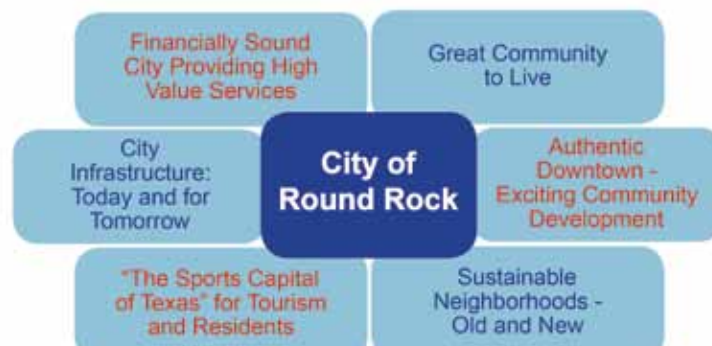 Financially Sound
City Providing High
Value Services
Great Community
to Live
City
Infrastructure:
Today and for
Tomorrow
City of
Round Rock
Authentic
Downtown -
Exciting Community
Development
"The Sports Capital
of Texas" for Tourism
and Residents
Sustainable
Neighborhoods -
Old and New